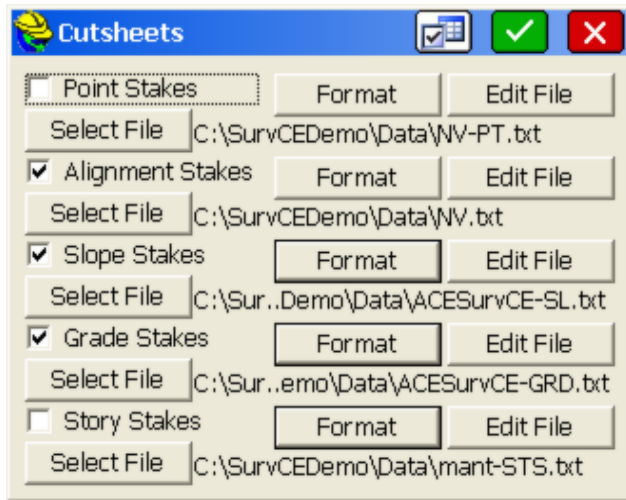 Cutsheets
Point Stakes Format Edit File
Select File C:\SurvCEDemo\Data\NV-PT.txt
Alignment Stakes Format Edit File
Select File C:\SurvCEDemo\Data\NV.txt
Slope Stakes Format Edit File
Select File C:\Sur..Demo\Data\ACESurvCE-SL.txt
Grade Stakes Format Edit File
Select File C:\Sur..emo\Data\ACESurvCE-GRD.txt
Story Stakes Format Edit File
Select File C:\SurvCEDemo\Data\mant-STS.txt